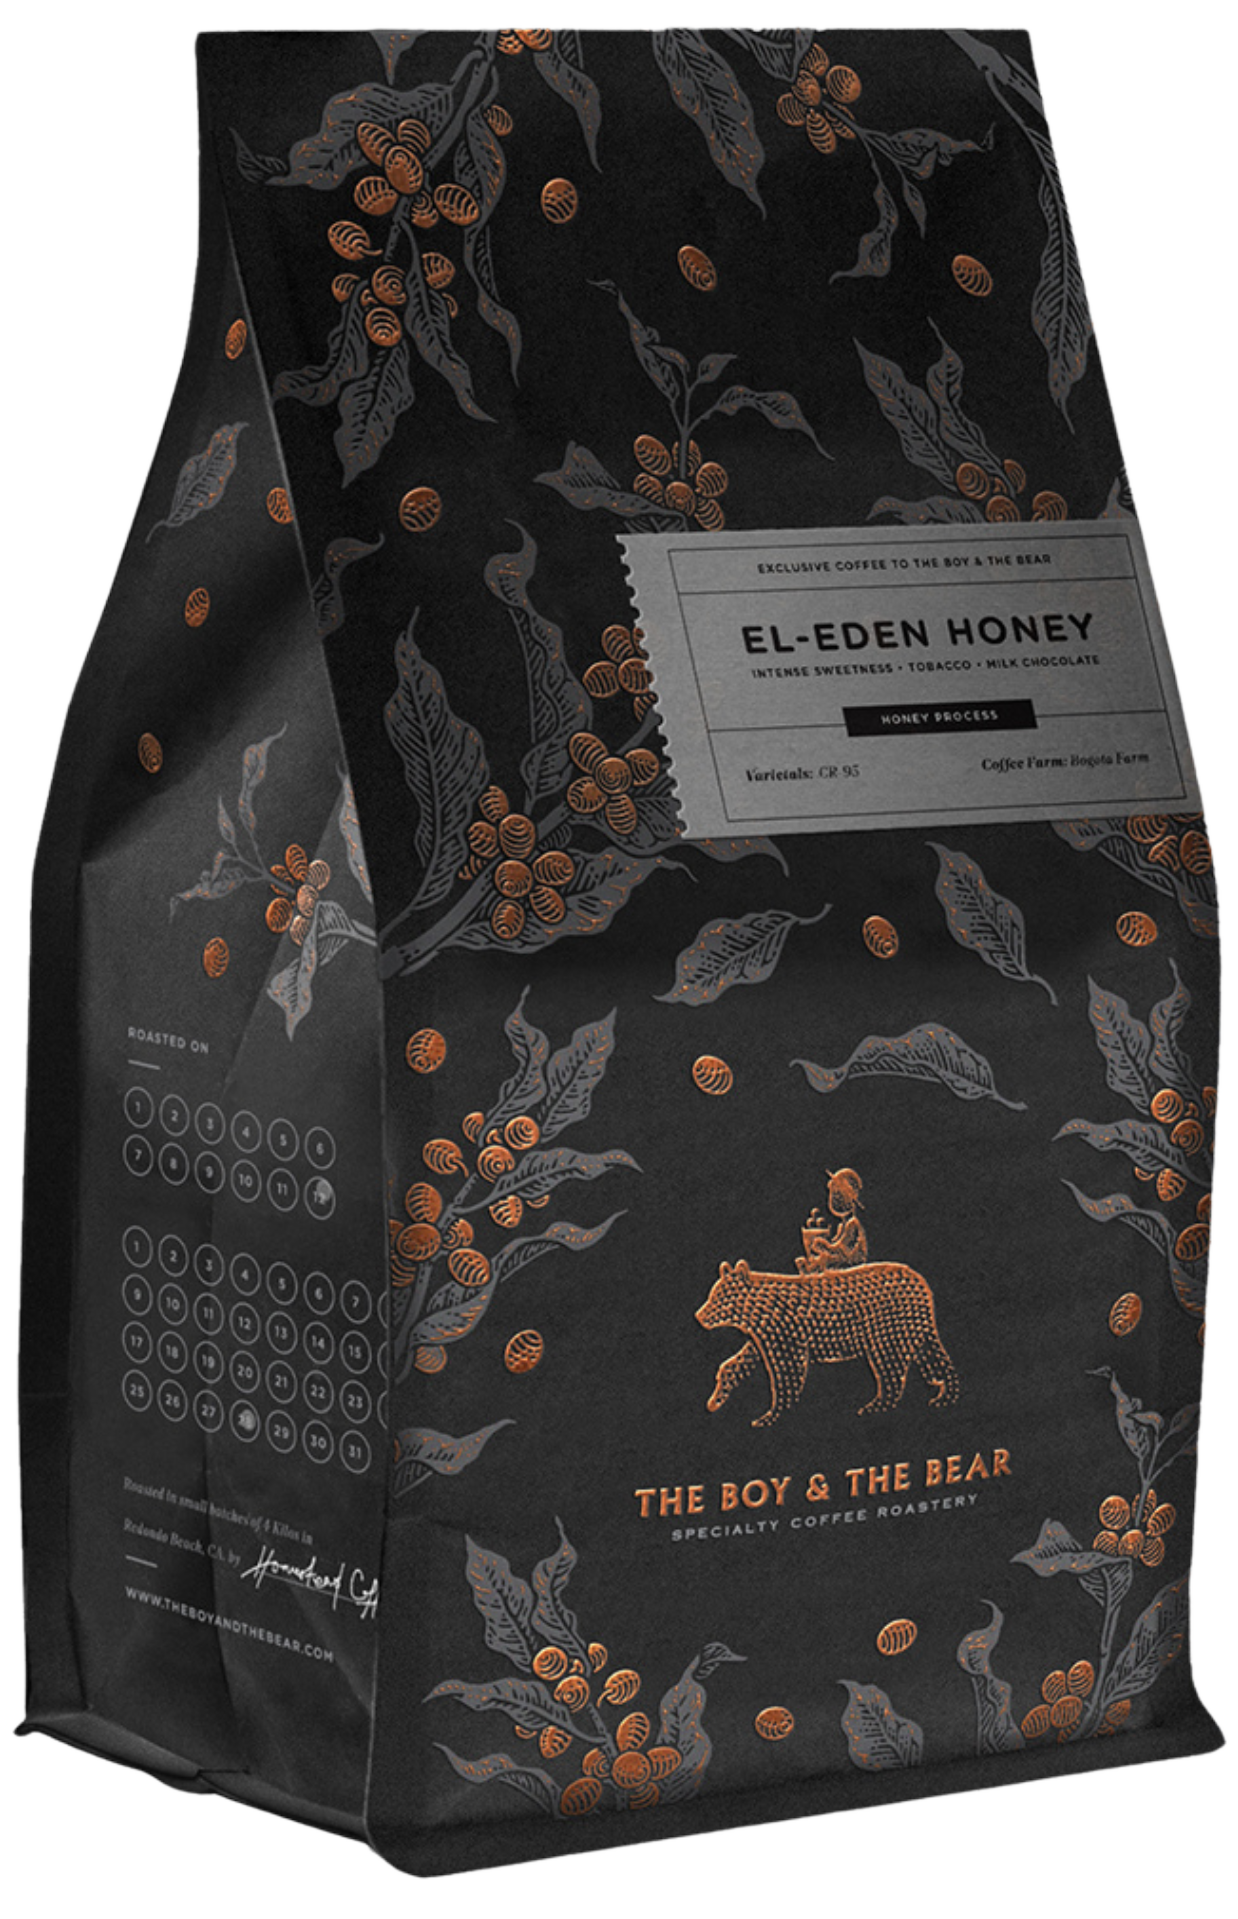 EXCLUSIVE COFFEE TO THE BOY & THE BEAR
EL-EDEN HONEY
INTENSE SWEETNESS • TOBACCO • MILK CHOCOLATE
HONEY PROCESS
Varietals: CR-95
Coffee Farm: Bogota Farm
THE BOY & THE BEAR
SPECIALTY COFFEE ROASTERY
ROASTED ON
1 2 3 4 5 6
7 8 9 10 11 12
1 2 3 4 5 6 7
9 10 11 12 13 14 15
17 18 19 20 21 22 23
25 26 27 28 29 30 31
Roasted in small batches of 4 Kilos in
Redondo Beach, CA. by
WWW.THEBOYANDTHEBEAR.COM